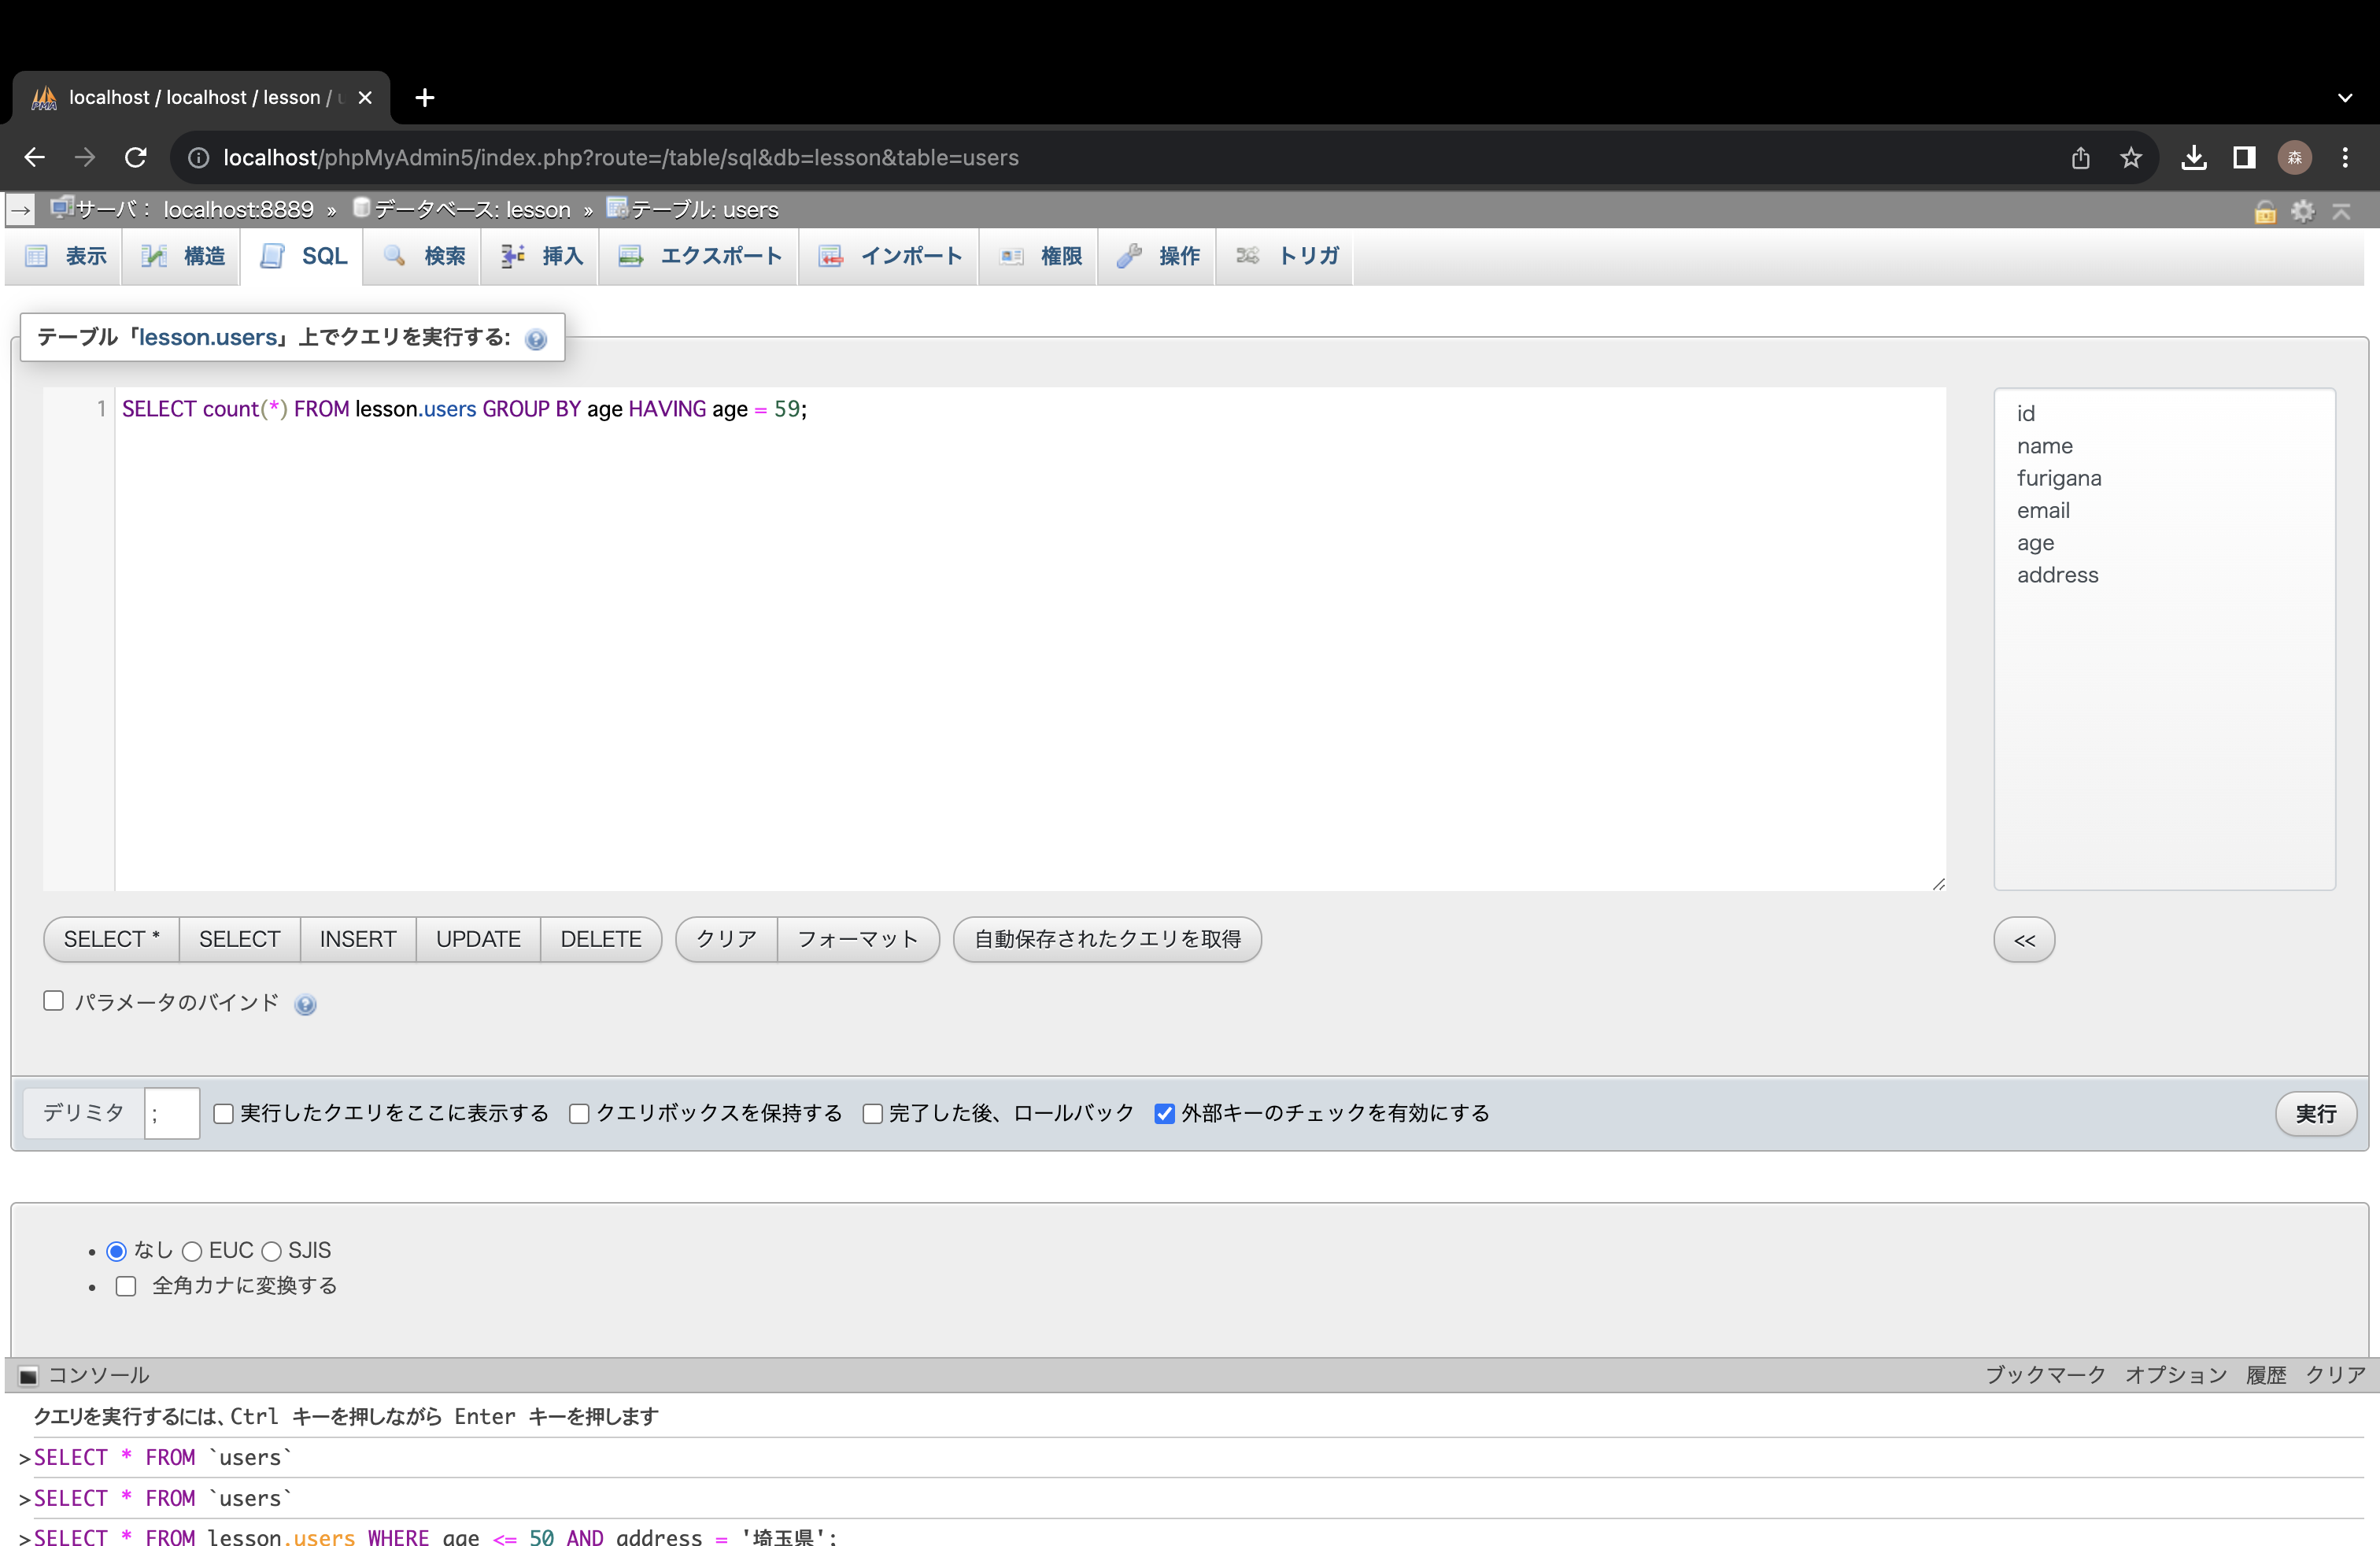 localhost / localhost / lesson /
localhost/phpMyAdmin5/index.php?route=/table/sql&db=lesson&table=users
森
サーバ: localhost:8889 » データベース: lesson » テーブル: users
表示 構造 SQL 検索 挿入 エクスポート インポート 権限 操作 トリガ
テーブル「lesson.users」上でクエリを実行する:
1 SELECT count(*) FROM lesson.users GROUP BY age HAVING age = 59;
id
name
furigana
email
age
address
SELECT * SELECT INSERT UPDATE DELETE クリア フォーマット 自動保存されたクエリを取得 <<
パラメータのバインド
デリミタ ; 実行したクエリをここに表示する クエリボックスを保持する 完了した後、ロールバック 外部キーのチェックを有効にする 実行
なし EUC SJIS
全角カナに変換する
コンソール ブックマーク オプション 履歴 クリア
クエリを実行するには、Ctrl キーを押しながら Enter キーを押します
>SELECT * FROM `users`
>SELECT * FROM `users`
>SELECT * FROM lesson.users WHERE age <= 50 AND address = '埼玉県';